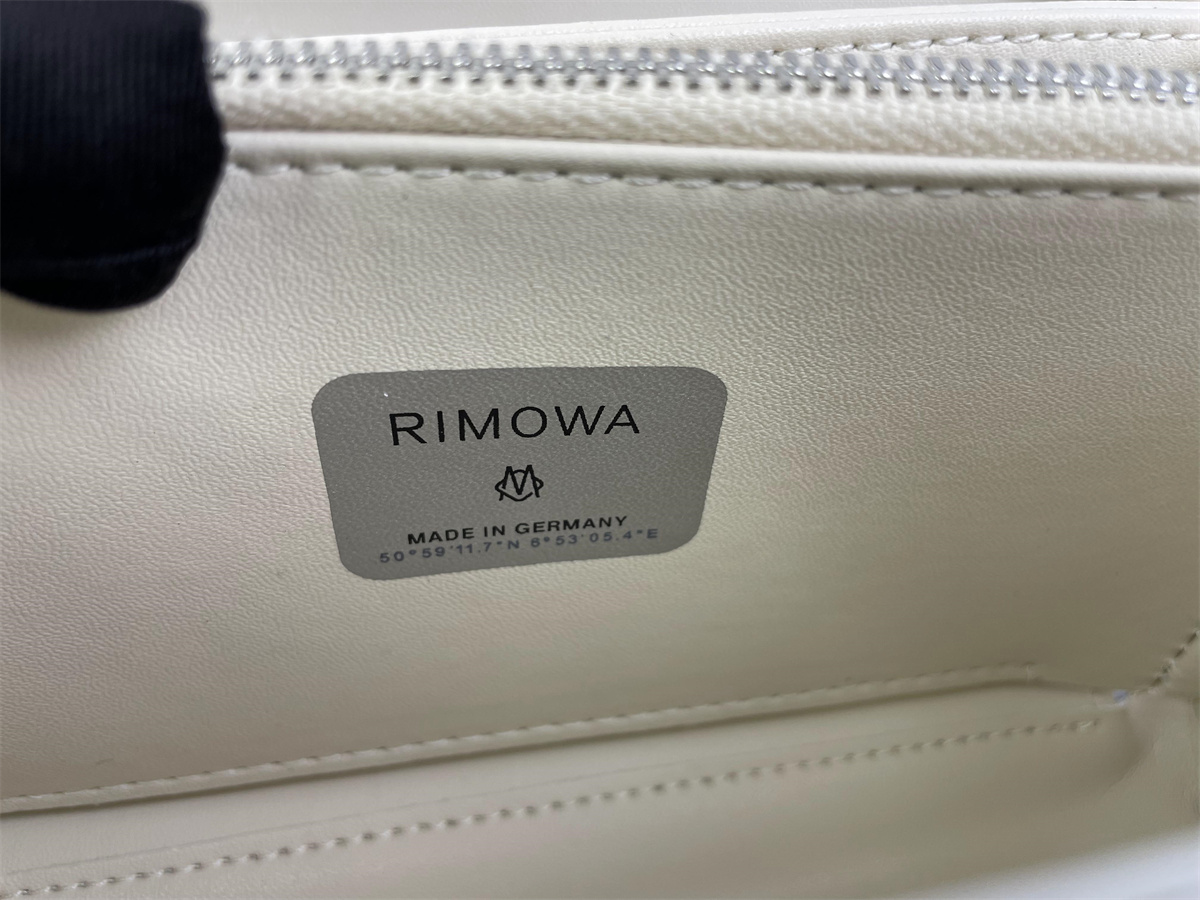 RIMOWA
MADE IN GERMANY
50°59'11.7"N 6°53'05.4"E